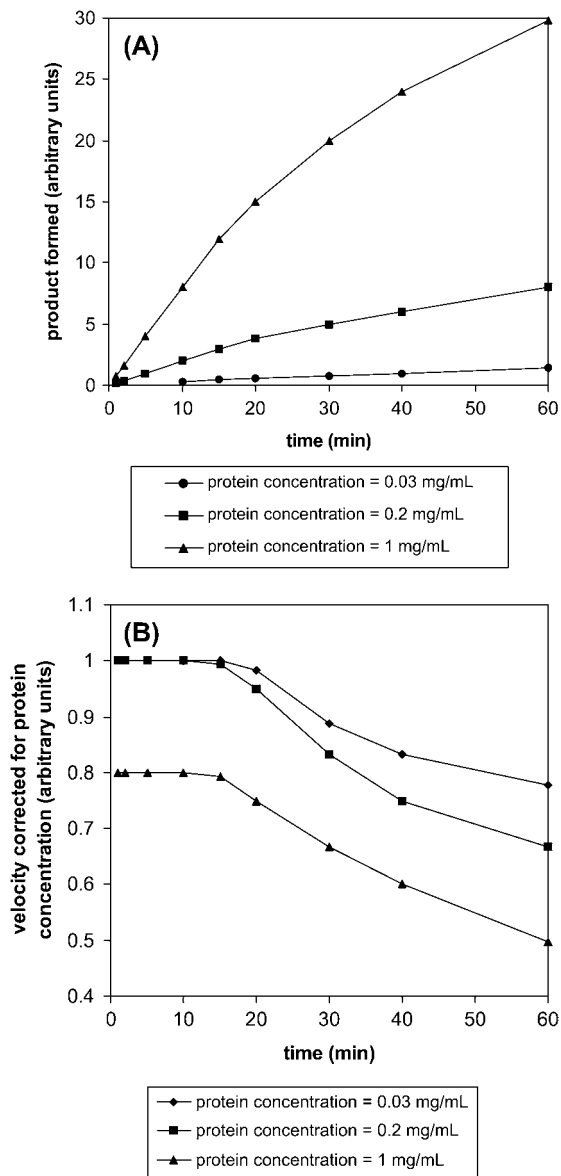 (A)
30
25
20
15
10
5
0
product formed (arbitrary units)
0 10 20 30 40 50 60
time (min)
protein concentration = 0.03 mg/mL
protein concentration = 0.2 mg/mL
protein concentration = 1 mg/mL
(B)
1.1
1
0.9
0.8
0.7
0.6
0.5
0.4
velocity corrected for protein
concentration (arbitrary units)
0 10 20 30 40 50 60
time (min)
protein concentration = 0.03 mg/mL
protein concentration = 0.2 mg/mL
protein concentration = 1 mg/mL